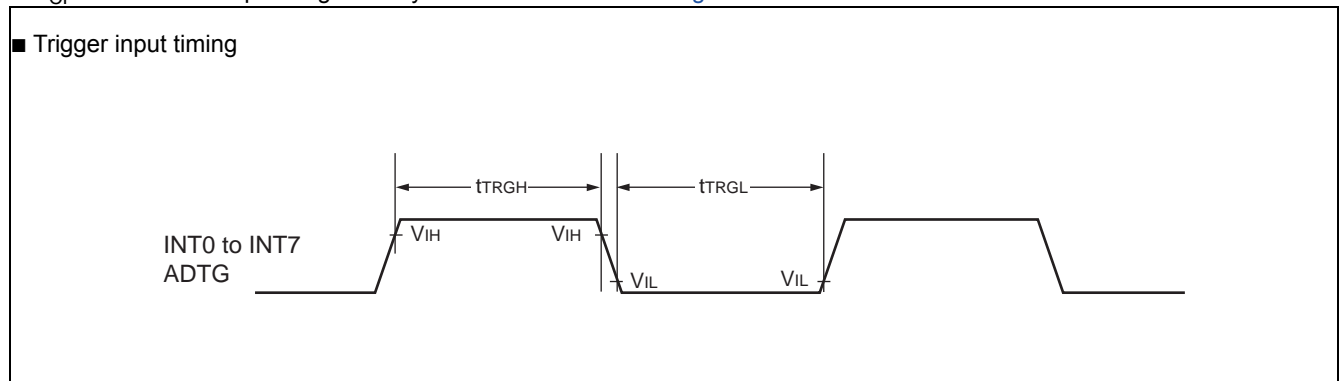 ■ Trigger input timing
tTRGH
tTRGL
INT0 to INT7
ADTG
VIH
VIH
VIL
VIL